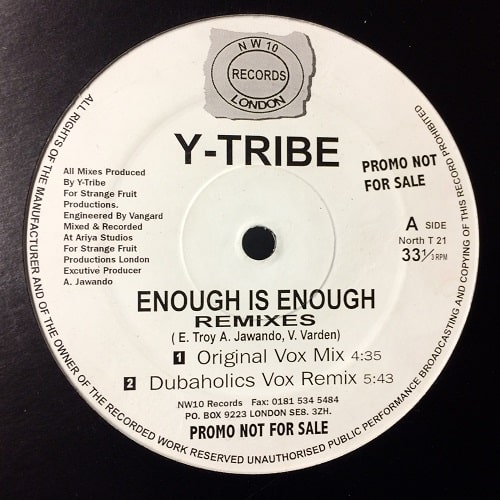 NW 10
RECORDS
LONDON
Y-TRIBE
PROMO NOT
FOR SALE
All Mixes Produced
By Y-Tribe
For Strange Fruit
Productions.
Engineered By Vangard
Mixed & Recorded
At Ariya Studios
For Strange Fruit
Productions London
Excutive Producer
A. Jawando
A SIDE
North T 21
33 1/3 RPM
ENOUGH IS ENOUGH
REMIXES
( E. Troy A. Jawando, V. Varden)
1 Original Vox Mix 4:35
2 Dubaholics Vox Remix 5:43
NW10 Records Fax: 0181 534 5484
PO. BOX 9223 LONDON SE8. 3ZH.
PROMO NOT FOR SALE
ALL RIGHTS OF THE MANUFACTURER AND OF THE OWNER OF THE RECORDED WORK RESERVED UNAUTHORISED PUBLIC PERFORMANCE BROADCASTING AND COPYING OF THIS RECORD PROHIBITED